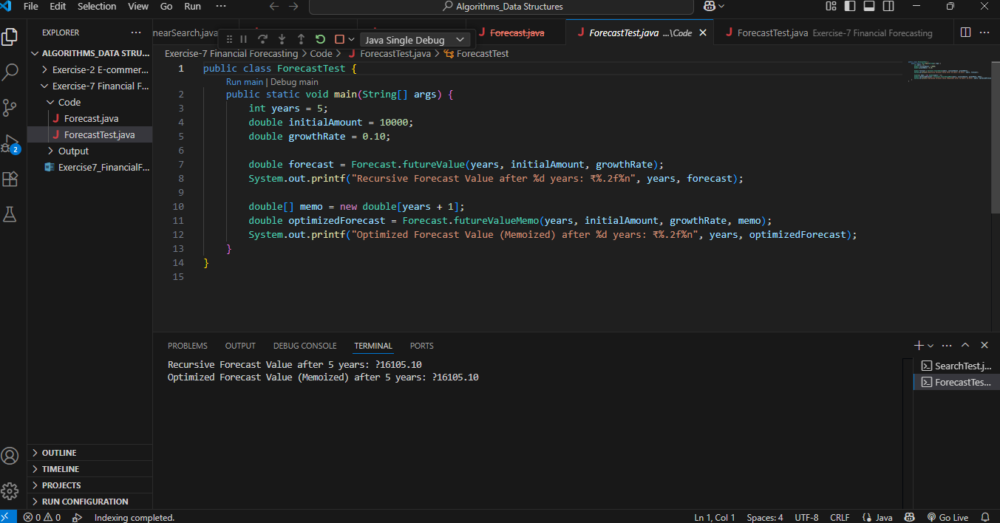 File Edit Selection View Go Run ··· Algorithms_Data Structures
EXPLORER ···
nearSearch.java
Java Single Debug
Forecast.java
ForecastTest.java ...\Code
ForecastTest.java Exercise-7 Financial Forecasting
ALGORITHMS_DATA STRU...
Exercise-2 E-commer...
Exercise-7 Financial F...
Code
Forecast.java
ForecastTest.java
Output
Exercise7_FinancialF...
2
Exercise-7 Financial Forecasting > Code > ForecastTest.java > ForecastTest
1 public class ForecastTest {
Run main | Debug main
2 public static void main(String[] args) {
3 int years = 5;
4 double initialAmount = 10000;
5 double growthRate = 0.10;
6
7 double forecast = Forecast.futureValue(years, initialAmount, growthRate);
8 System.out.printf("Recursive Forecast Value after %d years: ₹%.2f%n", years, forecast);
9
10 double[] memo = new double[years + 1];
11 double optimizedForecast = Forecast.futureValueMemo(years, initialAmount, growthRate, memo);
12 System.out.printf("Optimized Forecast Value (Memoized) after %d years: ₹%.2f%n", years, optimizedForecast);
13 }
14 }
15
PROBLEMS OUTPUT DEBUG CONSOLE TERMINAL PORTS
Recursive Forecast Value after 5 years: ?16105.10
Optimized Forecast Value (Memoized) after 5 years: ?16105.10
SearchTest.j...
ForecastTes...
OUTLINE
TIMELINE
PROJECTS
RUN CONFIGURATION
0 0 Indexing completed. Ln 1, Col 1 Spaces: 4 UTF-8 CRLF Java Go Live